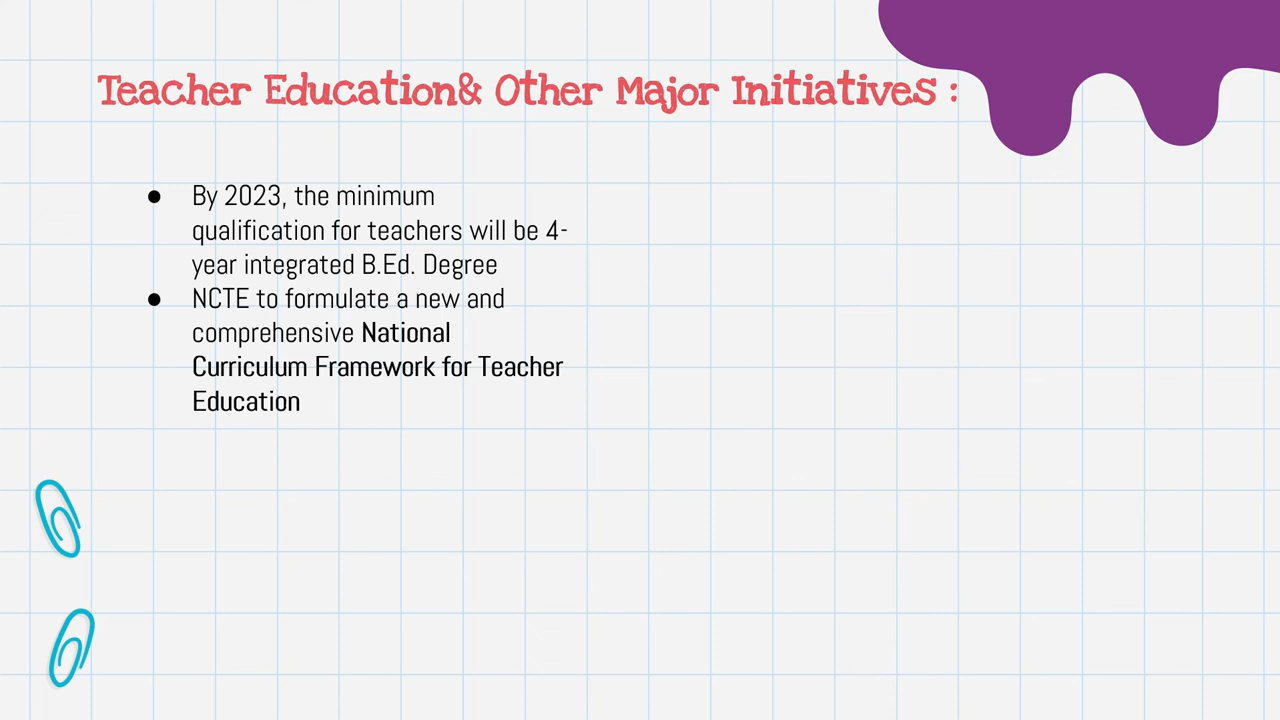 Teacher Education& Other Major Initiatives :
● By 2023, the minimum
qualification for teachers will be 4-
year integrated B.Ed. Degree
● NCTE to formulate a new and
comprehensive National
Curriculum Framework for Teacher
Education